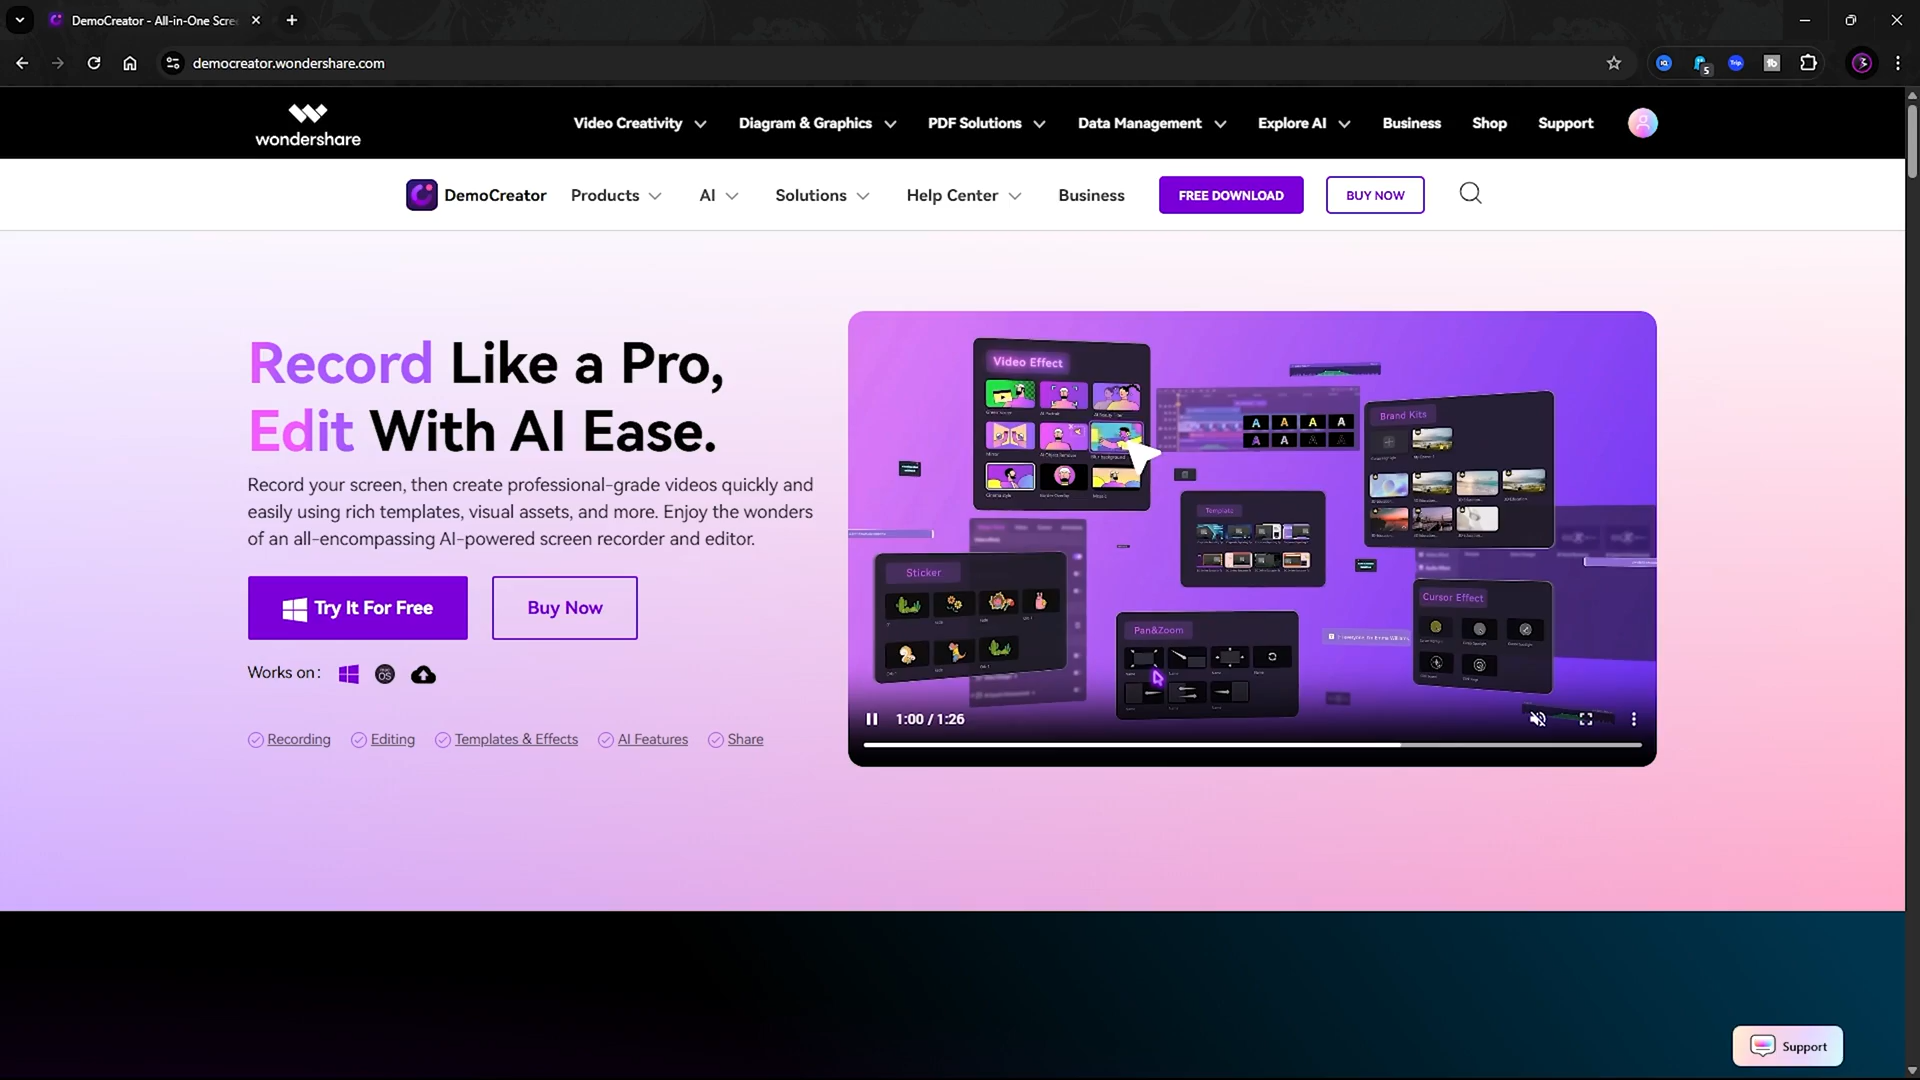 DemoCreator - All-in-One Scre
democreator.wondershare.com
5
wondershare
Video Creativity
Diagram & Graphics
PDF Solutions
Data Management
Explore AI
Business
Shop
Support
DemoCreator
Products
AI
Solutions
Help Center
Business
FREE DOWNLOAD
BUY NOW
Record Like a Pro,
Edit With AI Ease.
Record your screen, then create professional-grade videos quickly and
easily using rich templates, visual assets, and more. Enjoy the wonders
of an all-encompassing AI-powered screen recorder and editor.
Try It For Free
Buy Now
Works on:
Recording
Editing
Templates & Effects
AI Features
Share
Video Effect
Brand Kits
Template
Sticker
Cursor Effect
Pan&Zoom
1:00 / 1:26
Support